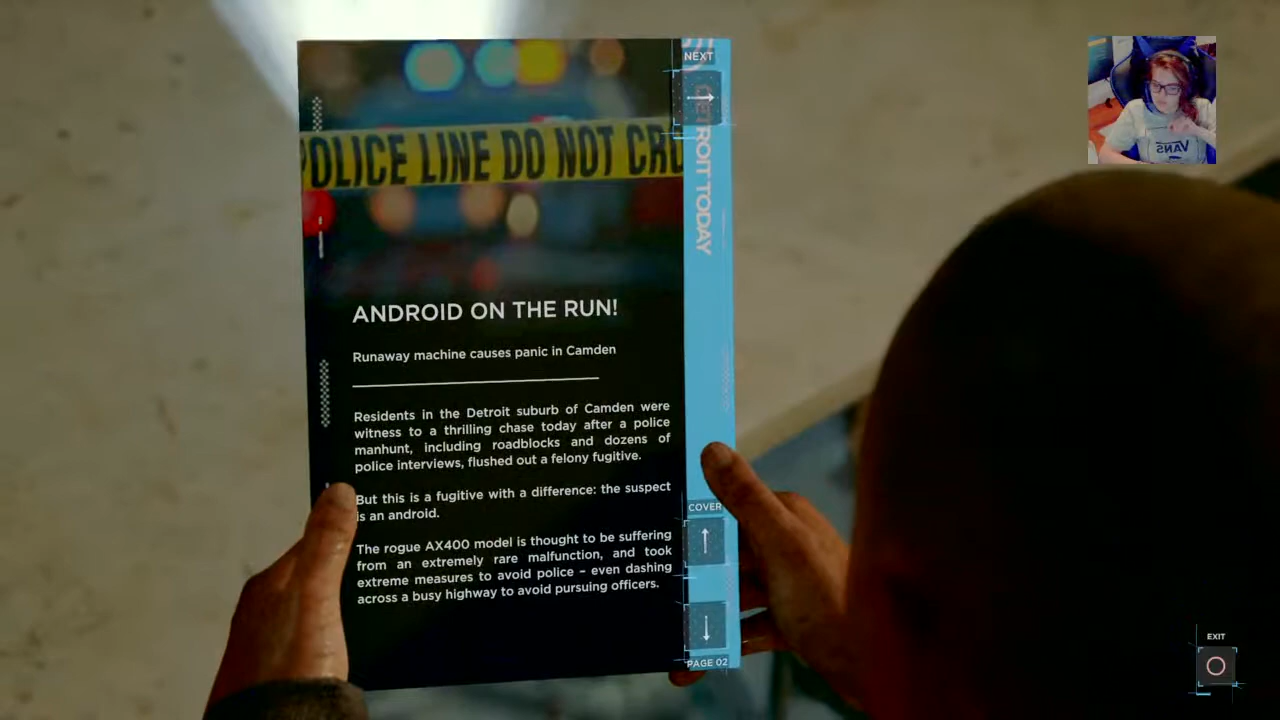 NEXT
DETROIT TODAY
POLICE LINE DO NOT CRO
ANDROID ON THE RUN!
Runaway machine causes panic in Camden
Residents in the Detroit suburb of Camden were
witness to a thrilling chase today after a police
manhunt, including roadblocks and dozens of
police interviews, flushed out a felony fugitive.
But this is a fugitive with a difference: the suspect
is an android.
The rogue AX400 model is thought to be suffering
from an extremely rare malfunction, and took
extreme measures to avoid police – even dashing
across a busy highway to avoid pursuing officers.
COVER
PAGE 02
EXIT
VANS